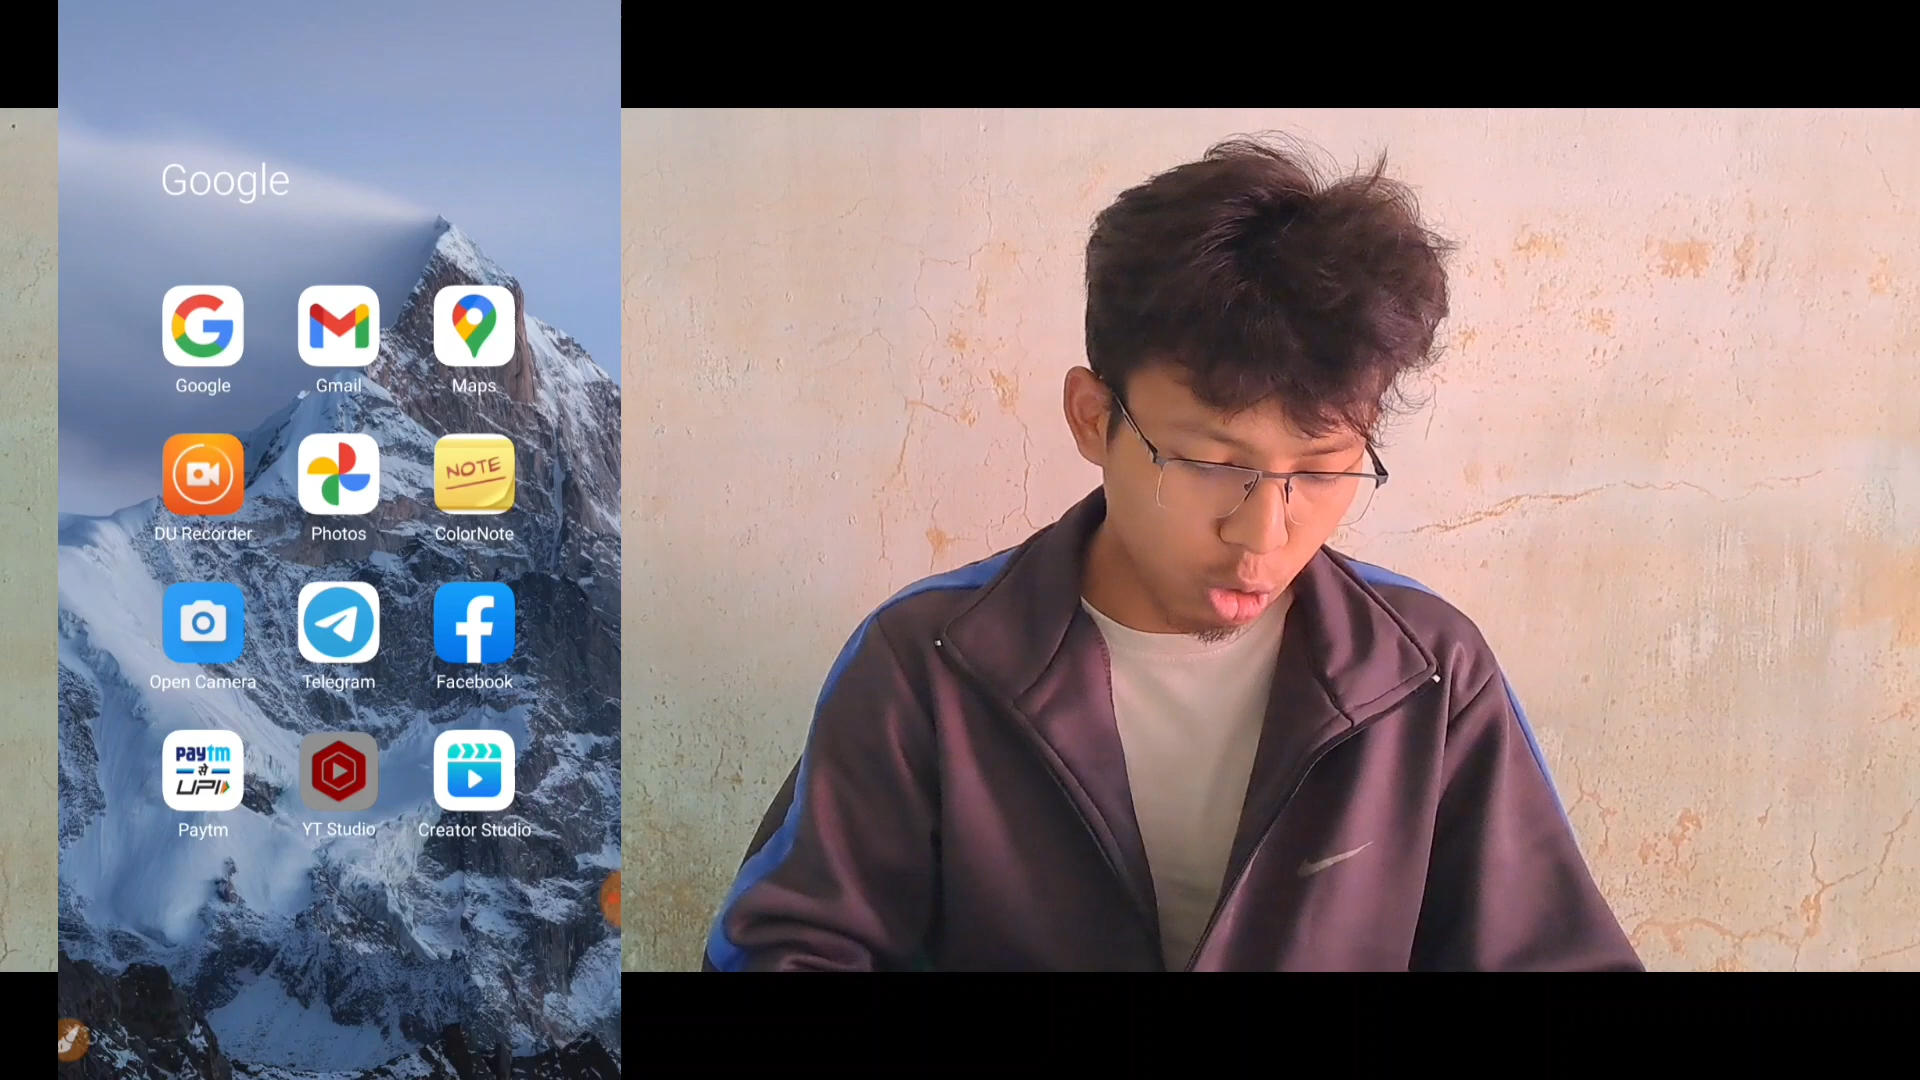 Google
Google
Gmail
Maps
NOTE
DU Recorder
Photos
ColorNote
Open Camera
Telegram
Facebook
paytm
से
UPI
Paytm
YT Studio
Creator Studio